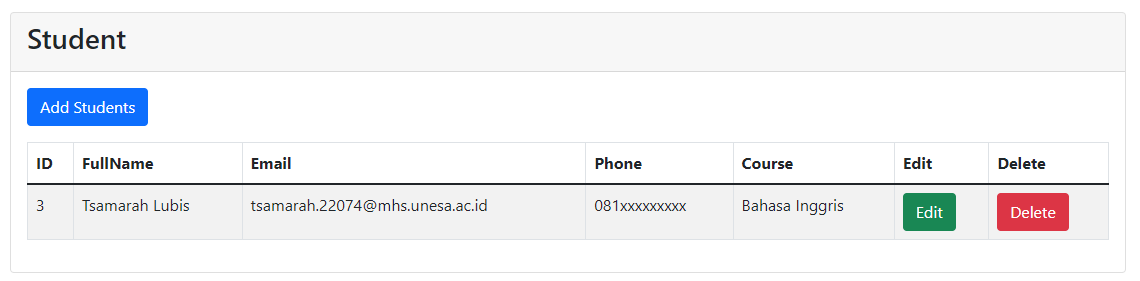 Student
Add Students
ID FullName Email Phone Course Edit Delete
3 Tsamarah Lubis tsamarah.22074@mhs.unesa.ac.id 081xxxxxxxxx Bahasa Inggris Edit Delete